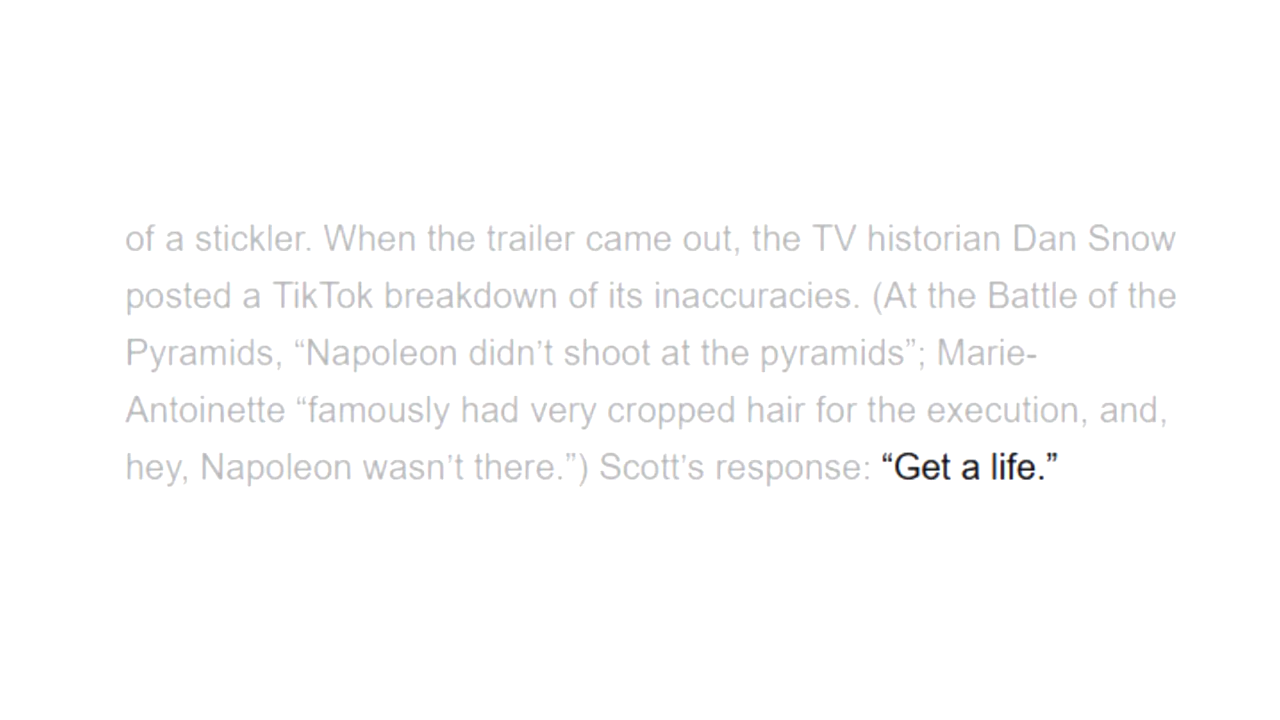 of a stickler. When the trailer came out, the TV historian Dan Snow
posted a TikTok breakdown of its inaccuracies. (At the Battle of the
Pyramids, “Napoleon didn’t shoot at the pyramids”; Marie-
Antoinette “famously had very cropped hair for the execution, and,
hey, Napoleon wasn’t there.”) Scott’s response: “Get a life.”